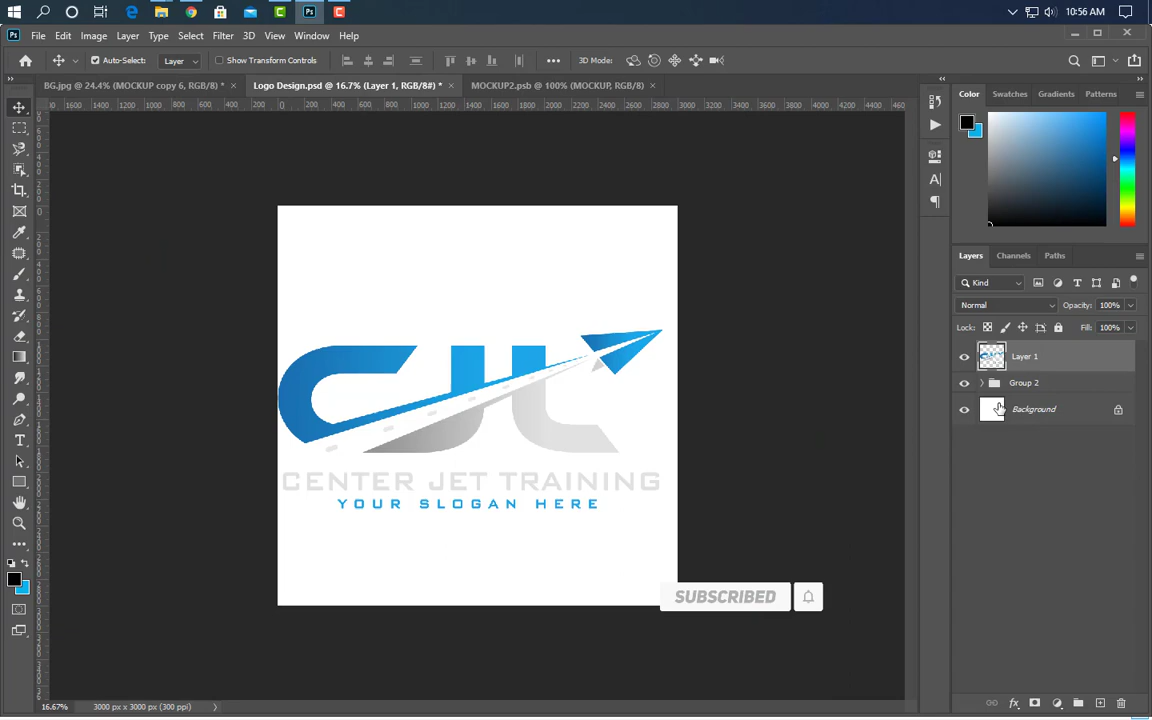 10:56 AM
File Edit Image Layer Type Select Filter 3D View Window Help
Auto-Select: Layer Show Transform Controls 3D Mode:
BG.jpg @ 24.4% (MOCKUP copy 6, RGB/8) * × Logo Design.psd @ 16.7% (Layer 1, RGB/8#) * × MOCKUP2.psb @ 100% (MOCKUP, RGB/8) ×
Color Swatches Gradients Patterns
Layers Channels Paths
Kind
Normal Opacity: 100%
Lock: Fill: 100%
Layer 1
Group 2
Background
CENTER JET TRAINING
YOUR SLOGAN HERE
SUBSCRIBED
16.67% 3000 px x 3000 px (300 ppi)